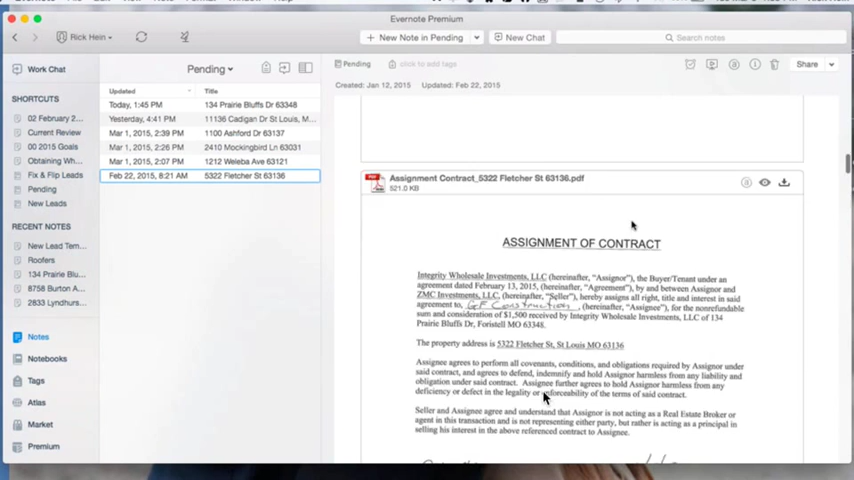 Evernote Premium
Rick Hein
+ New Note in Pending
New Chat
Search notes
Work Chat
SHORTCUTS
02 February 2...
Current Review
00 2015 Goals
Obtaining Wh...
Fix & Flip Leads
Pending
New Leads
RECENT NOTES
New Lead Tem...
Roofers
134 Prairie Blu...
8758 Burton A...
2833 Lyndhurs...
Notes
Notebooks
Tags
Atlas
Market
Premium
Pending
Updated Title
Today, 1:45 PM 134 Prairie Bluffs Dr 63348
Yesterday, 4:41 PM 11136 Cadigan Dr St Louis, M...
Mar 1, 2015, 2:39 PM 1100 Ashford Dr 63137
Mar 1, 2015, 2:26 PM 2410 Mockingbird Ln 63031
Mar 1, 2015, 2:07 PM 1212 Weleba Ave 63121
Feb 22, 2015, 8:21 AM 5322 Fletcher St 63136
Pending click to add tags
Share
Created: Jan 12, 2015 Updated: Feb 22, 2015
Assignment Contract_5322 Fletcher St 63136.pdf
521.0 KB
ASSIGNMENT OF CONTRACT
Integrity Wholesale Investments, LLC (hereinafter, "Assignor"), the Buyer/Tenant under an
agreement dated February 13, 2015, (hereinafter, "Agreement"), by and between Assignor and
ZMC Investments, LLC, (hereinafter, "Seller"), hereby assigns all right, title and interest in said
agreement to, GF Construction, (hereinafter, "Assignee"), for the nonrefundable
sum and consideration of $1,500 received by Integrity Wholesale Investments, LLC of 134
Prairie Bluffs Dr, Foristell MO 63348.
The property address is 5322 Fletcher St, St Louis MO 63136
Assignee agrees to perform all covenants, conditions, and obligations required by Assignor under
said contract, and agrees to defend, indemnify and hold Assignor harmless from any liability and
obligation under said contract. Assignee further agrees to hold Assignor harmless from any
deficiency or defect in the legality or enforceability of the terms of said contract.
Seller and Assignee agree and understand that Assignor is not acting as a Real Estate Broker or
agent in this transaction and is not representing either party, but rather is acting as a principal in
selling his interest in the above referenced contract to Assignee.